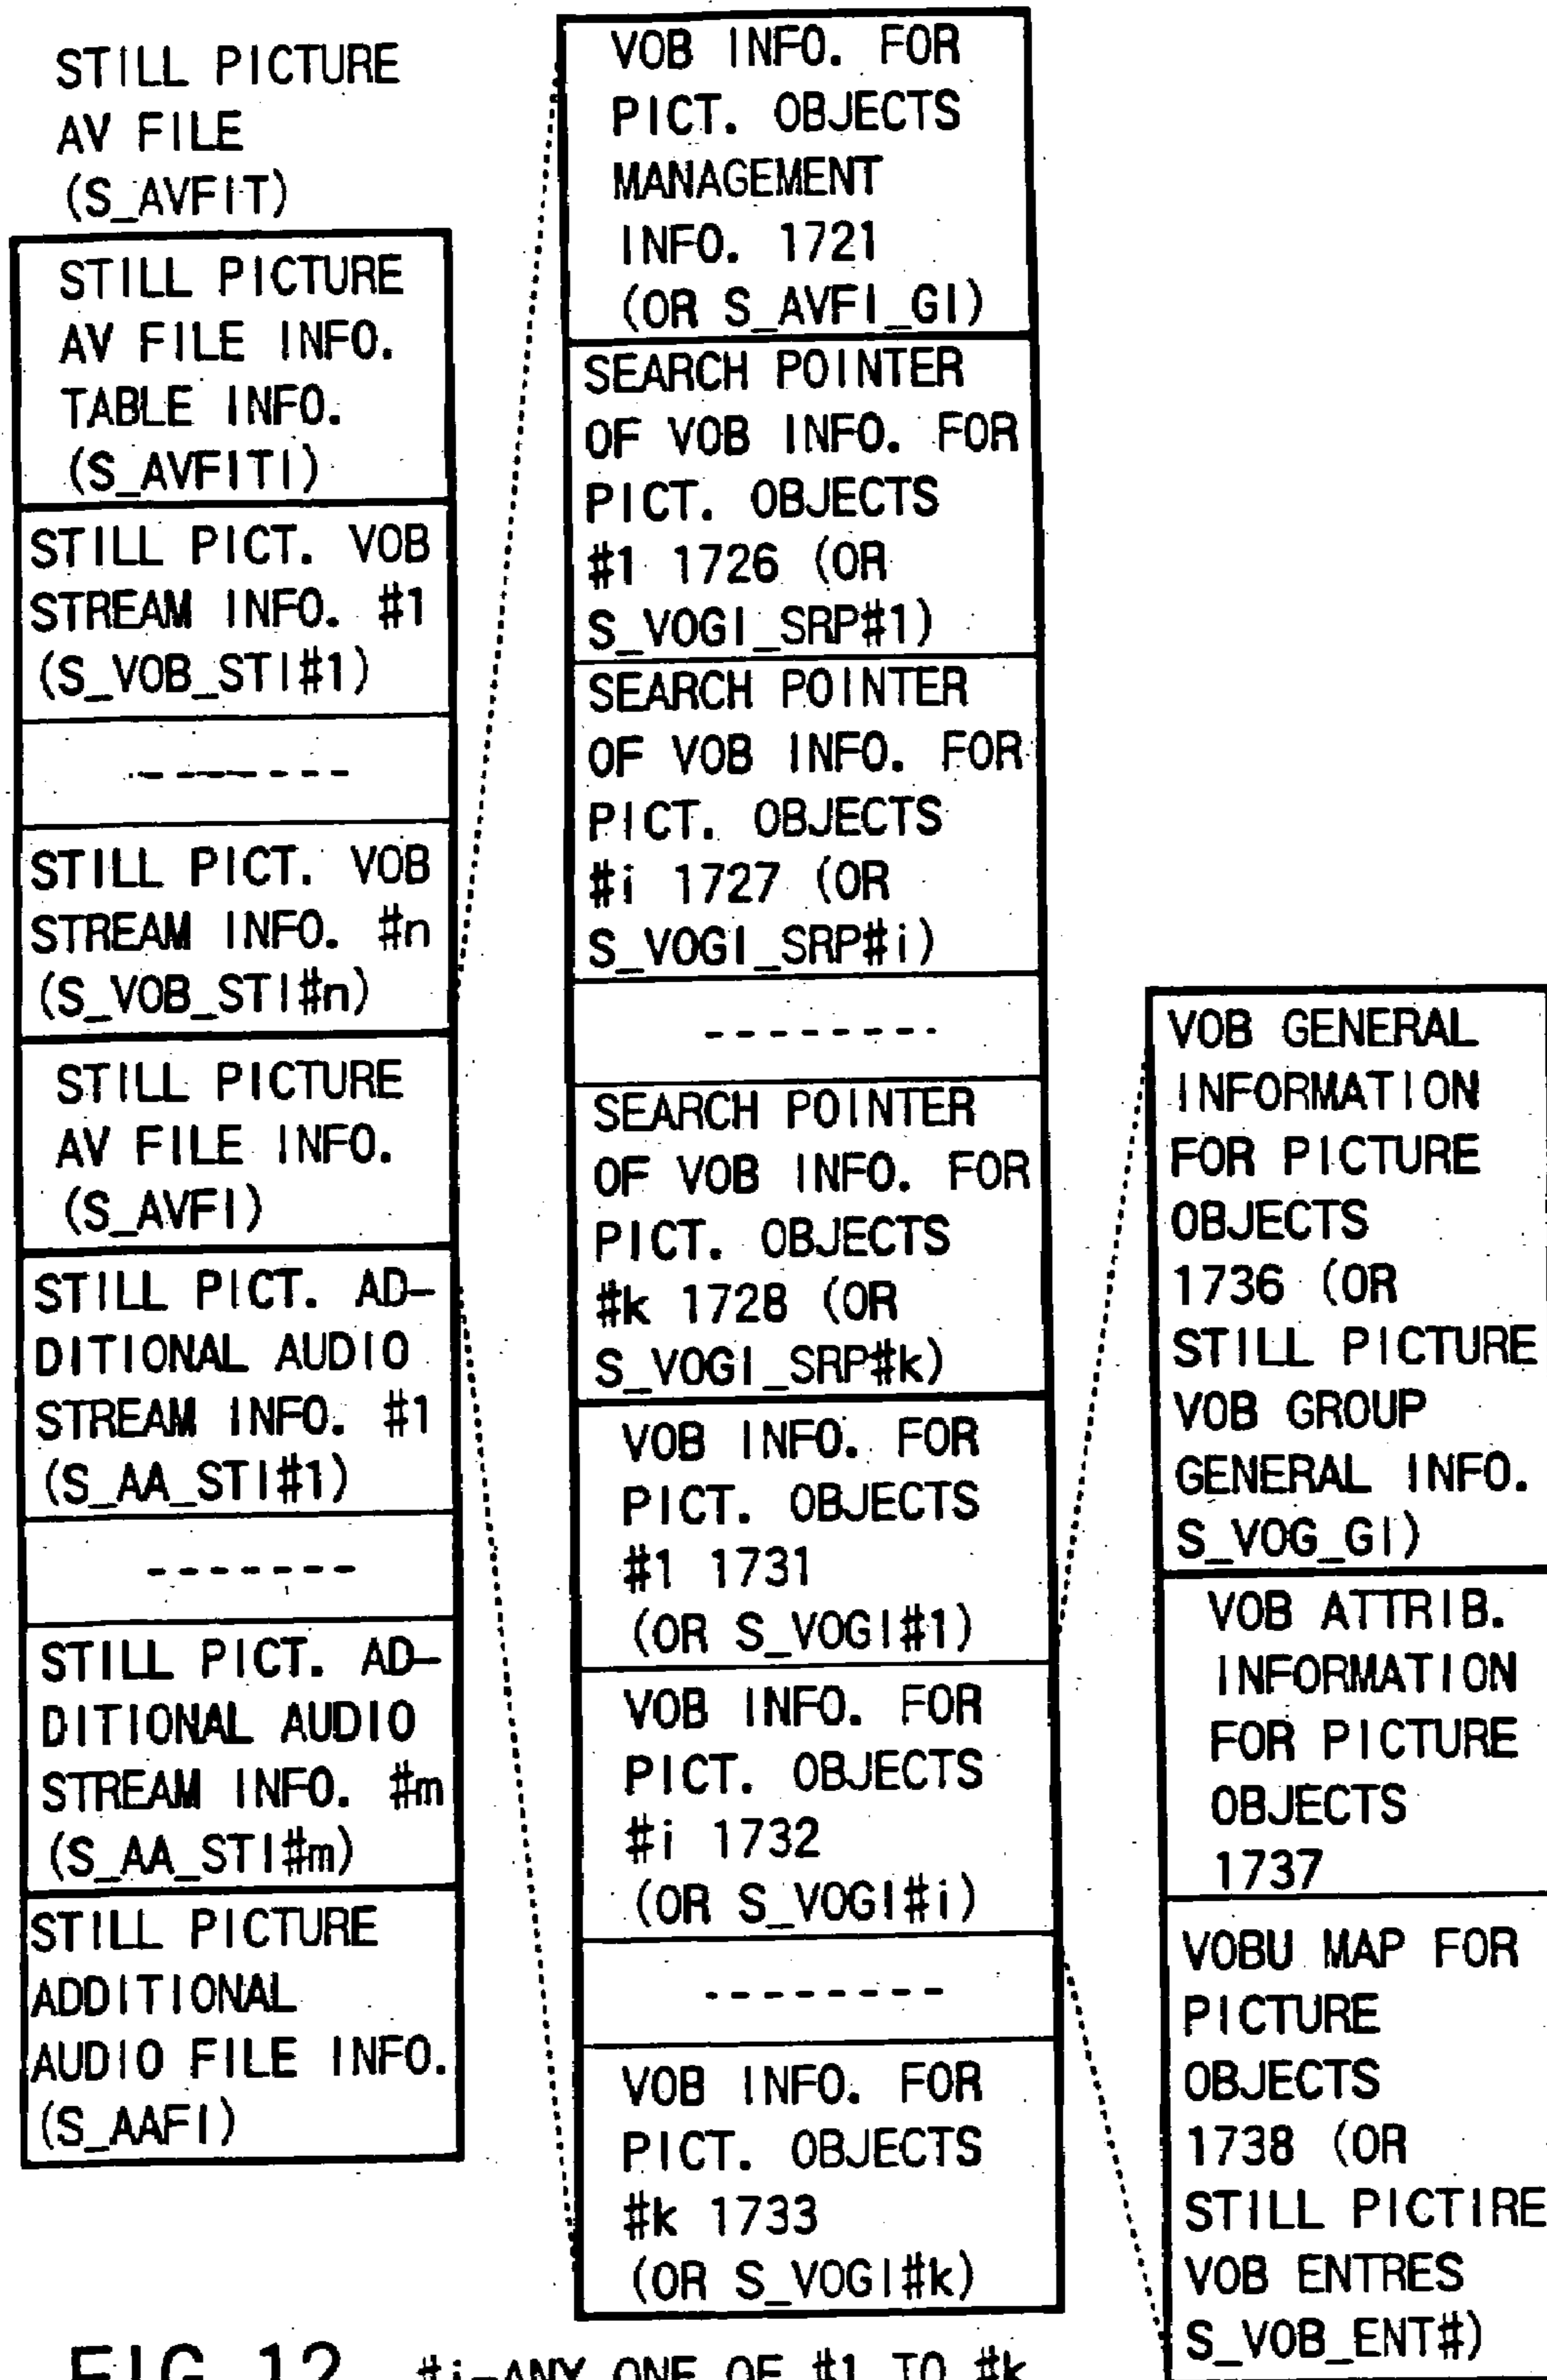 STILL PICTURE
AV FILE
(S_AVFIT)
STILL PICTURE
AV FILE INFO.
TABLE INFO.
(S_AVFITI)
STILL PICT. VOB
STREAM INFO. #1
(S_VOB_STI#1)
-------
STILL PICT. VOB
STREAM INFO. #n
(S_VOB_STI#n)
STILL PICTURE
AV FILE INFO.
(S_AVFI)
STILL PICT. AD-
DITIONAL AUDIO
STREAM INFO. #1
(S_AA_STI#1)
-------
STILL PICT. AD-
DITIONAL AUDIO
STREAM INFO. #m
(S_AA_STI#m)
STILL PICTURE
ADDITIONAL
AUDIO FILE INFO.
(S_AAFI)
VOB INFO. FOR
PICT. OBJECTS
MANAGEMENT
INFO. 1721
(OR S_AVFI_GI)
SEARCH POINTER
OF VOB INFO. FOR
PICT. OBJECTS
#1 1726 (OR
S_VOGI_SRP#1)
SEARCH POINTER
OF VOB INFO. FOR
PICT. OBJECTS
#i 1727 (OR
S_VOGI_SRP#i)
--------
SEARCH POINTER
OF VOB INFO. FOR
PICT. OBJECTS
#k 1728 (OR
S_VOGI_SRP#k)
VOB INFO. FOR
PICT. OBJECTS
#1 1731
(OR S_VOGI#1)
VOB INFO. FOR
PICT. OBJECTS
#i 1732
(OR S_VOGI#i)
--------
VOB INFO. FOR
PICT. OBJECTS
#k 1733
(OR S_VOGI#k)
VOB GENERAL
INFORMATION
FOR PICTURE
OBJECTS
1736 (OR
STILL PICTURE
VOB GROUP
GENERAL INFO.
S_VOG_GI)
VOB ATTRIB.
INFORMATION
FOR PICTURE
OBJECTS
1737
VOBU MAP FOR
PICTURE
OBJECTS
1738 (OR
STILL PICTIRE
VOB ENTRES
S_VOB_ENT#)
FIG. 12 #i=ANY ONE OF #1 TO #k